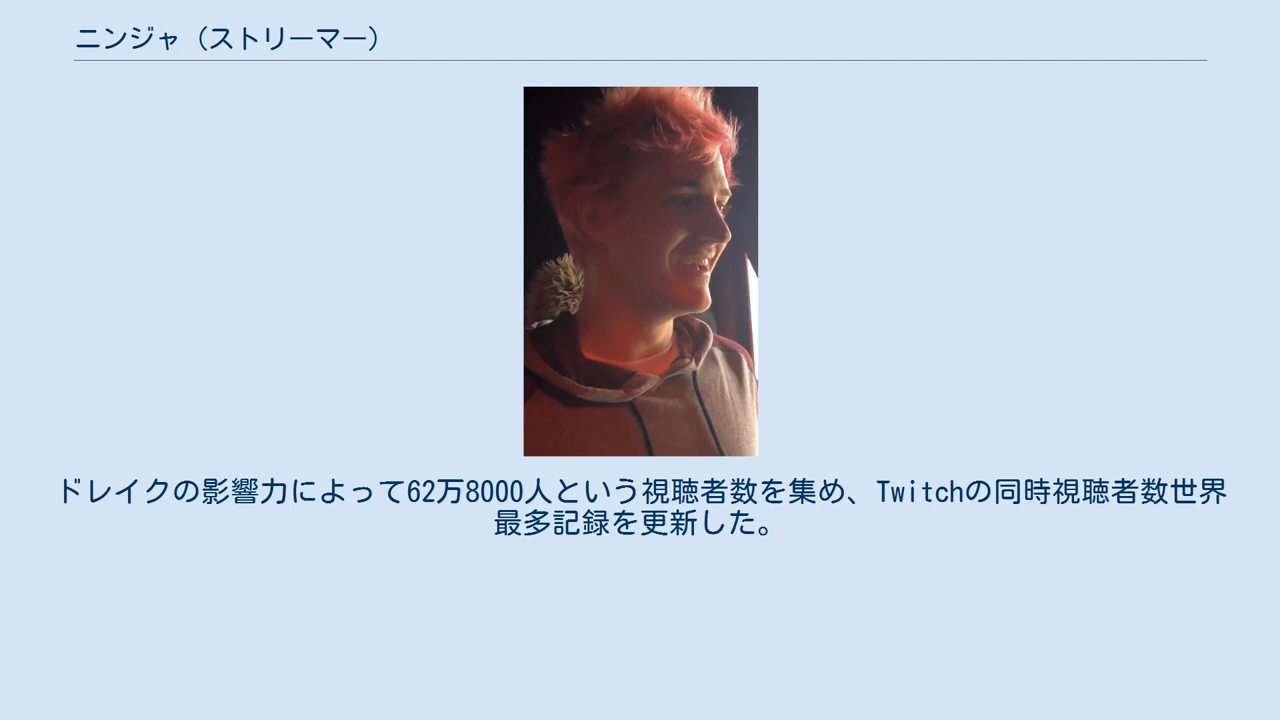 ニンジャ（ストリーマー）
ドレイクの影響力によって62万8000人という視聴者数を集め、Twitchの同時視聴者数世界
最多記録を更新した。